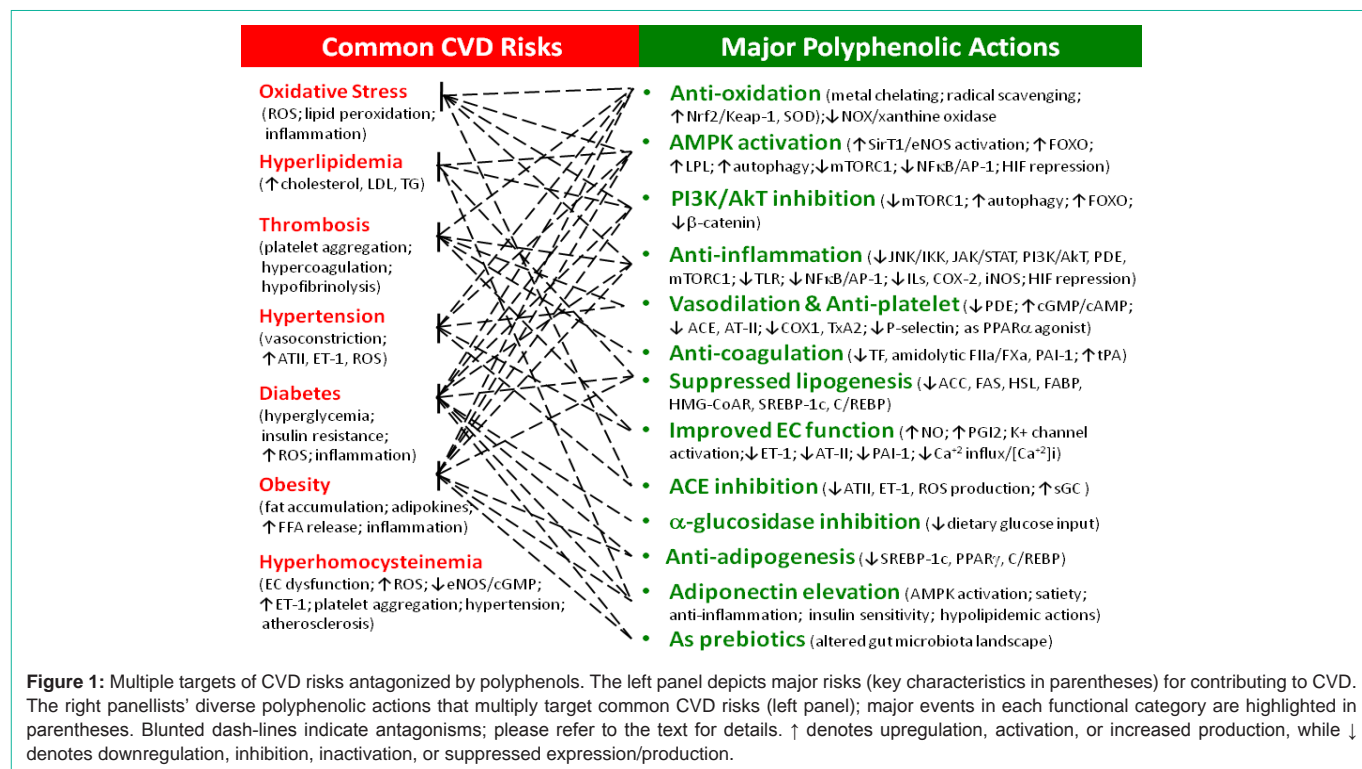 Common CVD Risks
Major Polyphenolic Actions
Oxidative Stress
(ROS; lipid peroxidation;
inflammation)
Hyperlipidemia
(↑cholesterol, LDL, TG)
Thrombosis
(platelet aggregation;
hypercoagulation;
hypofibrinolysis)
Hypertension
(vasoconstriction;
↑ATII, ET-1, ROS)
Diabetes
(hyperglycemia;
insulin resistance;
↑ROS; inflammation)
Obesity
(fat accumulation; adipokines;
↑FFA release; inflammation)
Hyperhomocysteinemia
(EC dysfunction; ↑ROS; ↓eNOS/cGMP;
↑ET-1; platelet aggregation; hypertension;
atherosclerosis)
• Anti-oxidation (metal chelating; radical scavenging;
↑Nrf2/Keap-1, SOD);↓NOX/xanthine oxidase
• AMPK activation (↑SirT1/eNOS activation; ↑FOXO;
↑LPL; ↑autophagy;↓mTORC1; ↓NFκB/AP-1; HIF repression)
• PI3K/AkT inhibition (↓mTORC1; ↑autophagy; ↑FOXO;
↓β-catenin)
• Anti-inflammation (↓JNK/IKK, JAK/STAT, PI3K/AkT, PDE,
mTORC1; ↓TLR; ↓NFκB/AP-1; ↓ILs, COX-2, iNOS; HIF repression)
• Vasodilation & Anti-platelet (↓PDE; ↑cGMP/cAMP;
↓ ACE, AT-II; ↓COX1, TxA2; ↓P-selectin; as PPARα agonist)
• Anti-coagulation (↓TF, amidolytic FIIa/FXa, PAI-1; ↑tPA)
• Suppressed lipogenesis (↓ACC, FAS, HSL, FABP,
HMG-CoAR, SREBP-1c, C/REBP)
• Improved EC function (↑NO; ↑PGI2; K+ channel
activation;↓ET-1; ↓AT-II; ↓PAI-1; ↓Ca⁺² influx/[Ca⁺²]i)
• ACE inhibition (↓ATII, ET-1, ROS production; ↑sGC )
• α-glucosidase inhibition (↓dietary glucose input)
• Anti-adipogenesis (↓SREBP-1c, PPARγ, C/REBP)
• Adiponectin elevation (AMPK activation; satiety;
anti-inflammation; insulin sensitivity; hypolipidemic actions)
• As prebiotics (altered gut microbiota landscape)
Figure 1: Multiple targets of CVD risks antagonized by polyphenols. The left panel depicts major risks (key characteristics in parentheses) for contributing to CVD.
The right panellists' diverse polyphenolic actions that multiply target common CVD risks (left panel); major events in each functional category are highlighted in
parentheses. Blunted dash-lines indicate antagonisms; please refer to the text for details. ↑ denotes upregulation, activation, or increased production, while ↓
denotes downregulation, inhibition, inactivation, or suppressed expression/production.